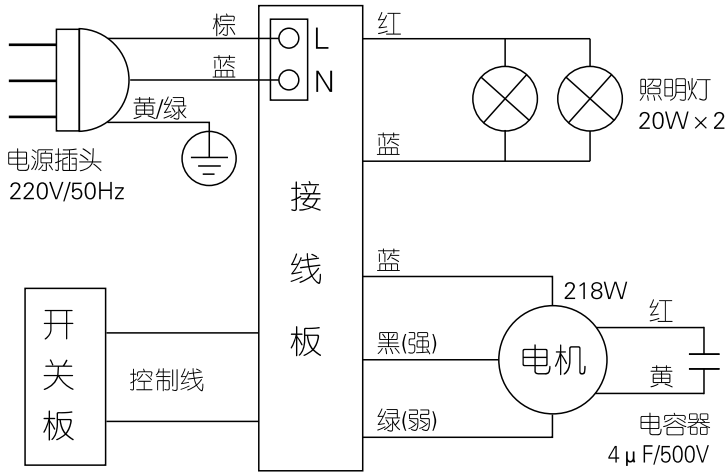 棕
L
蓝
N
黄/绿
电源插头
220V/50Hz
接线板
红
蓝
照明灯
20W×2
蓝
218W
黑(强)
电机
绿(弱)
红
黄
电容器
4μF/500V
开关板
控制线